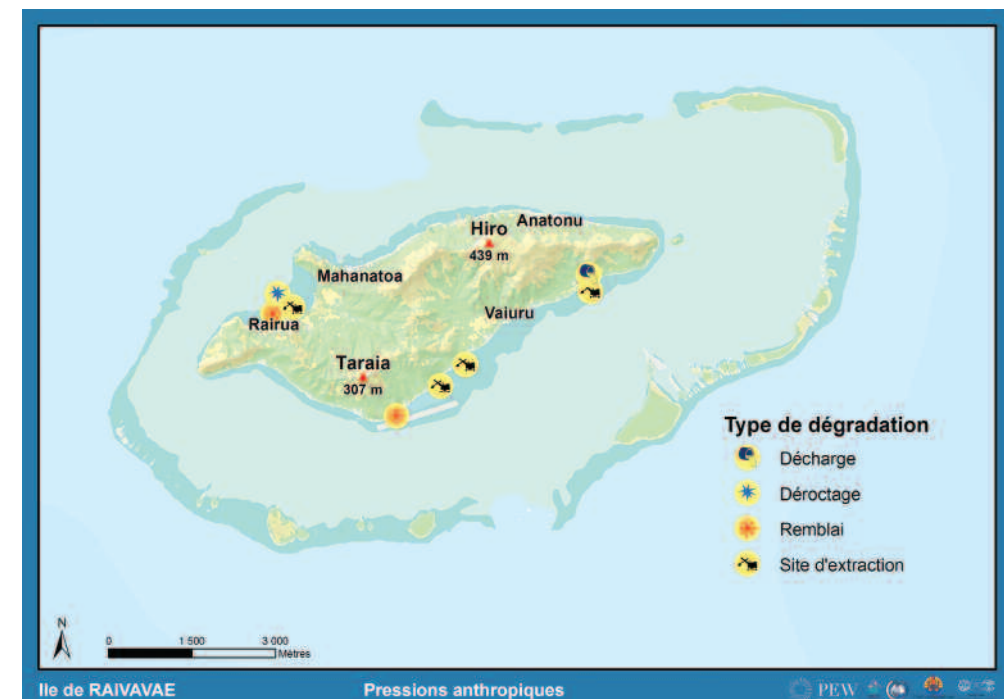 Anatonu
Hiro
439 m
Mahanatoa
Vaiuru
Rairua
Taraia
307 m
Type de dégradation
Décharge
Déroctage
Remblai
Site d'extraction
N
0 1 500 3 000
Mètres
Ile de RAIVAVAE Pressions anthropiques PEW